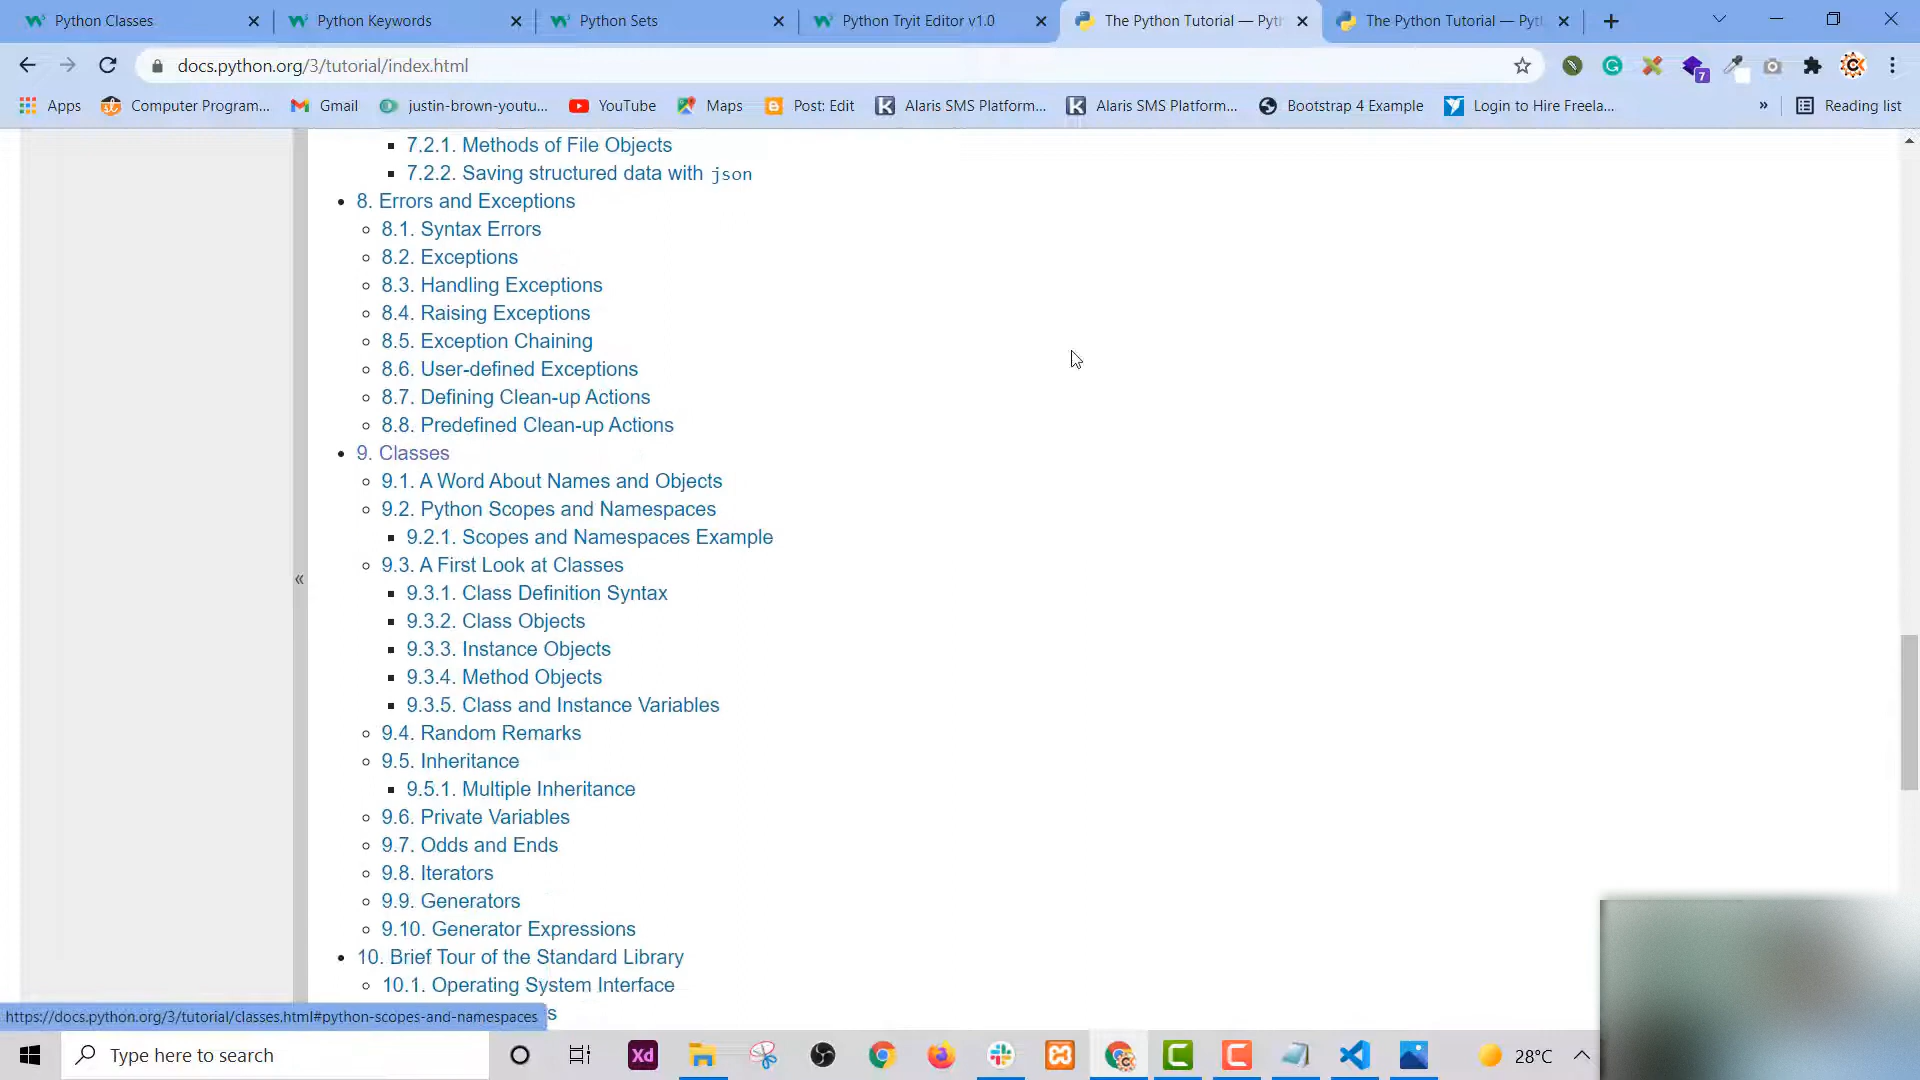 Python Classes
Python Keywords
Python Sets
Python Tryit Editor v1.0
The Python Tutorial — Pyth
The Python Tutorial — Pyt
docs.python.org/3/tutorial/index.html
7
Apps
Computer Program...
Gmail
justin-brown-youtu...
YouTube
Maps
Post: Edit
Alaris SMS Platform...
Alaris SMS Platform...
Bootstrap 4 Example
Login to Hire Freela...
»
Reading list
7.2.1. Methods of File Objects
7.2.2. Saving structured data with json
8. Errors and Exceptions
8.1. Syntax Errors
8.2. Exceptions
8.3. Handling Exceptions
8.4. Raising Exceptions
8.5. Exception Chaining
8.6. User-defined Exceptions
8.7. Defining Clean-up Actions
8.8. Predefined Clean-up Actions
9. Classes
9.1. A Word About Names and Objects
9.2. Python Scopes and Namespaces
9.2.1. Scopes and Namespaces Example
9.3. A First Look at Classes
«
9.3.1. Class Definition Syntax
9.3.2. Class Objects
9.3.3. Instance Objects
9.3.4. Method Objects
9.3.5. Class and Instance Variables
9.4. Random Remarks
9.5. Inheritance
9.5.1. Multiple Inheritance
9.6. Private Variables
9.7. Odds and Ends
9.8. Iterators
9.9. Generators
9.10. Generator Expressions
10. Brief Tour of the Standard Library
10.1. Operating System Interface
https://docs.python.org/3/tutorial/classes.html#python-scopes-and-namespaces
s
Type here to search
Xd
28°C